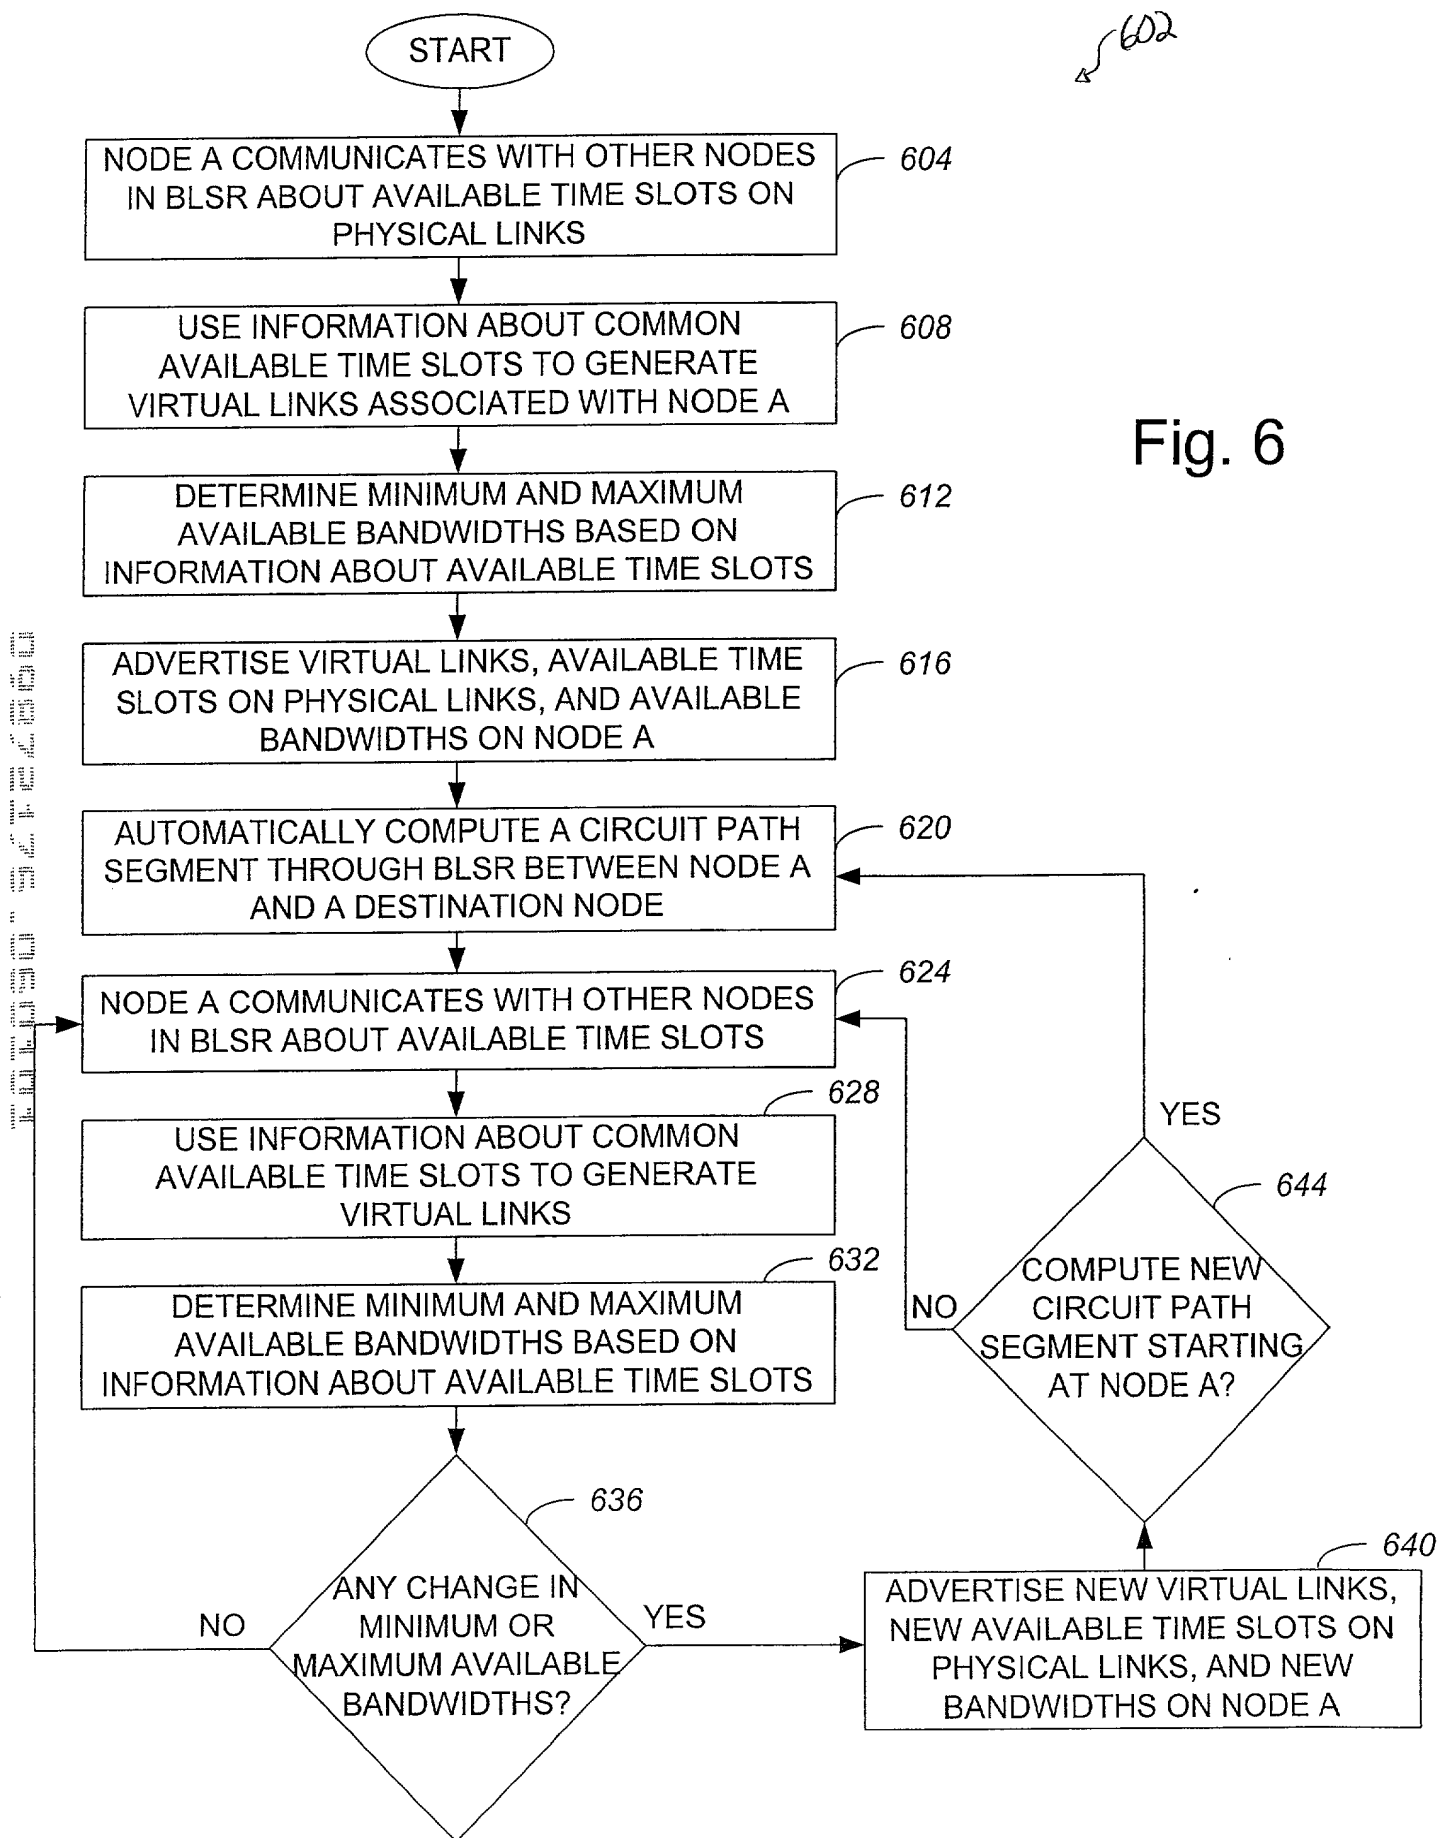 START
602
NODE A COMMUNICATES WITH OTHER NODES
IN BLSR ABOUT AVAILABLE TIME SLOTS ON
PHYSICAL LINKS
604
USE INFORMATION ABOUT COMMON
AVAILABLE TIME SLOTS TO GENERATE
VIRTUAL LINKS ASSOCIATED WITH NODE A
608
Fig. 6
DETERMINE MINIMUM AND MAXIMUM
AVAILABLE BANDWIDTHS BASED ON
INFORMATION ABOUT AVAILABLE TIME SLOTS
612
ADVERTISE VIRTUAL LINKS, AVAILABLE TIME
SLOTS ON PHYSICAL LINKS, AND AVAILABLE
BANDWIDTHS ON NODE A
616
AUTOMATICALLY COMPUTE A CIRCUIT PATH
SEGMENT THROUGH BLSR BETWEEN NODE A
AND A DESTINATION NODE
620
NODE A COMMUNICATES WITH OTHER NODES
IN BLSR ABOUT AVAILABLE TIME SLOTS
624
USE INFORMATION ABOUT COMMON
AVAILABLE TIME SLOTS TO GENERATE
VIRTUAL LINKS
628
DETERMINE MINIMUM AND MAXIMUM
AVAILABLE BANDWIDTHS BASED ON
INFORMATION ABOUT AVAILABLE TIME SLOTS
632
ANY CHANGE IN
MINIMUM OR
MAXIMUM AVAILABLE
BANDWIDTHS?
636
NO
YES
ADVERTISE NEW VIRTUAL LINKS,
NEW AVAILABLE TIME SLOTS ON
PHYSICAL LINKS, AND NEW
BANDWIDTHS ON NODE A
640
COMPUTE NEW
CIRCUIT PATH
SEGMENT STARTING
AT NODE A?
644
NO
YES